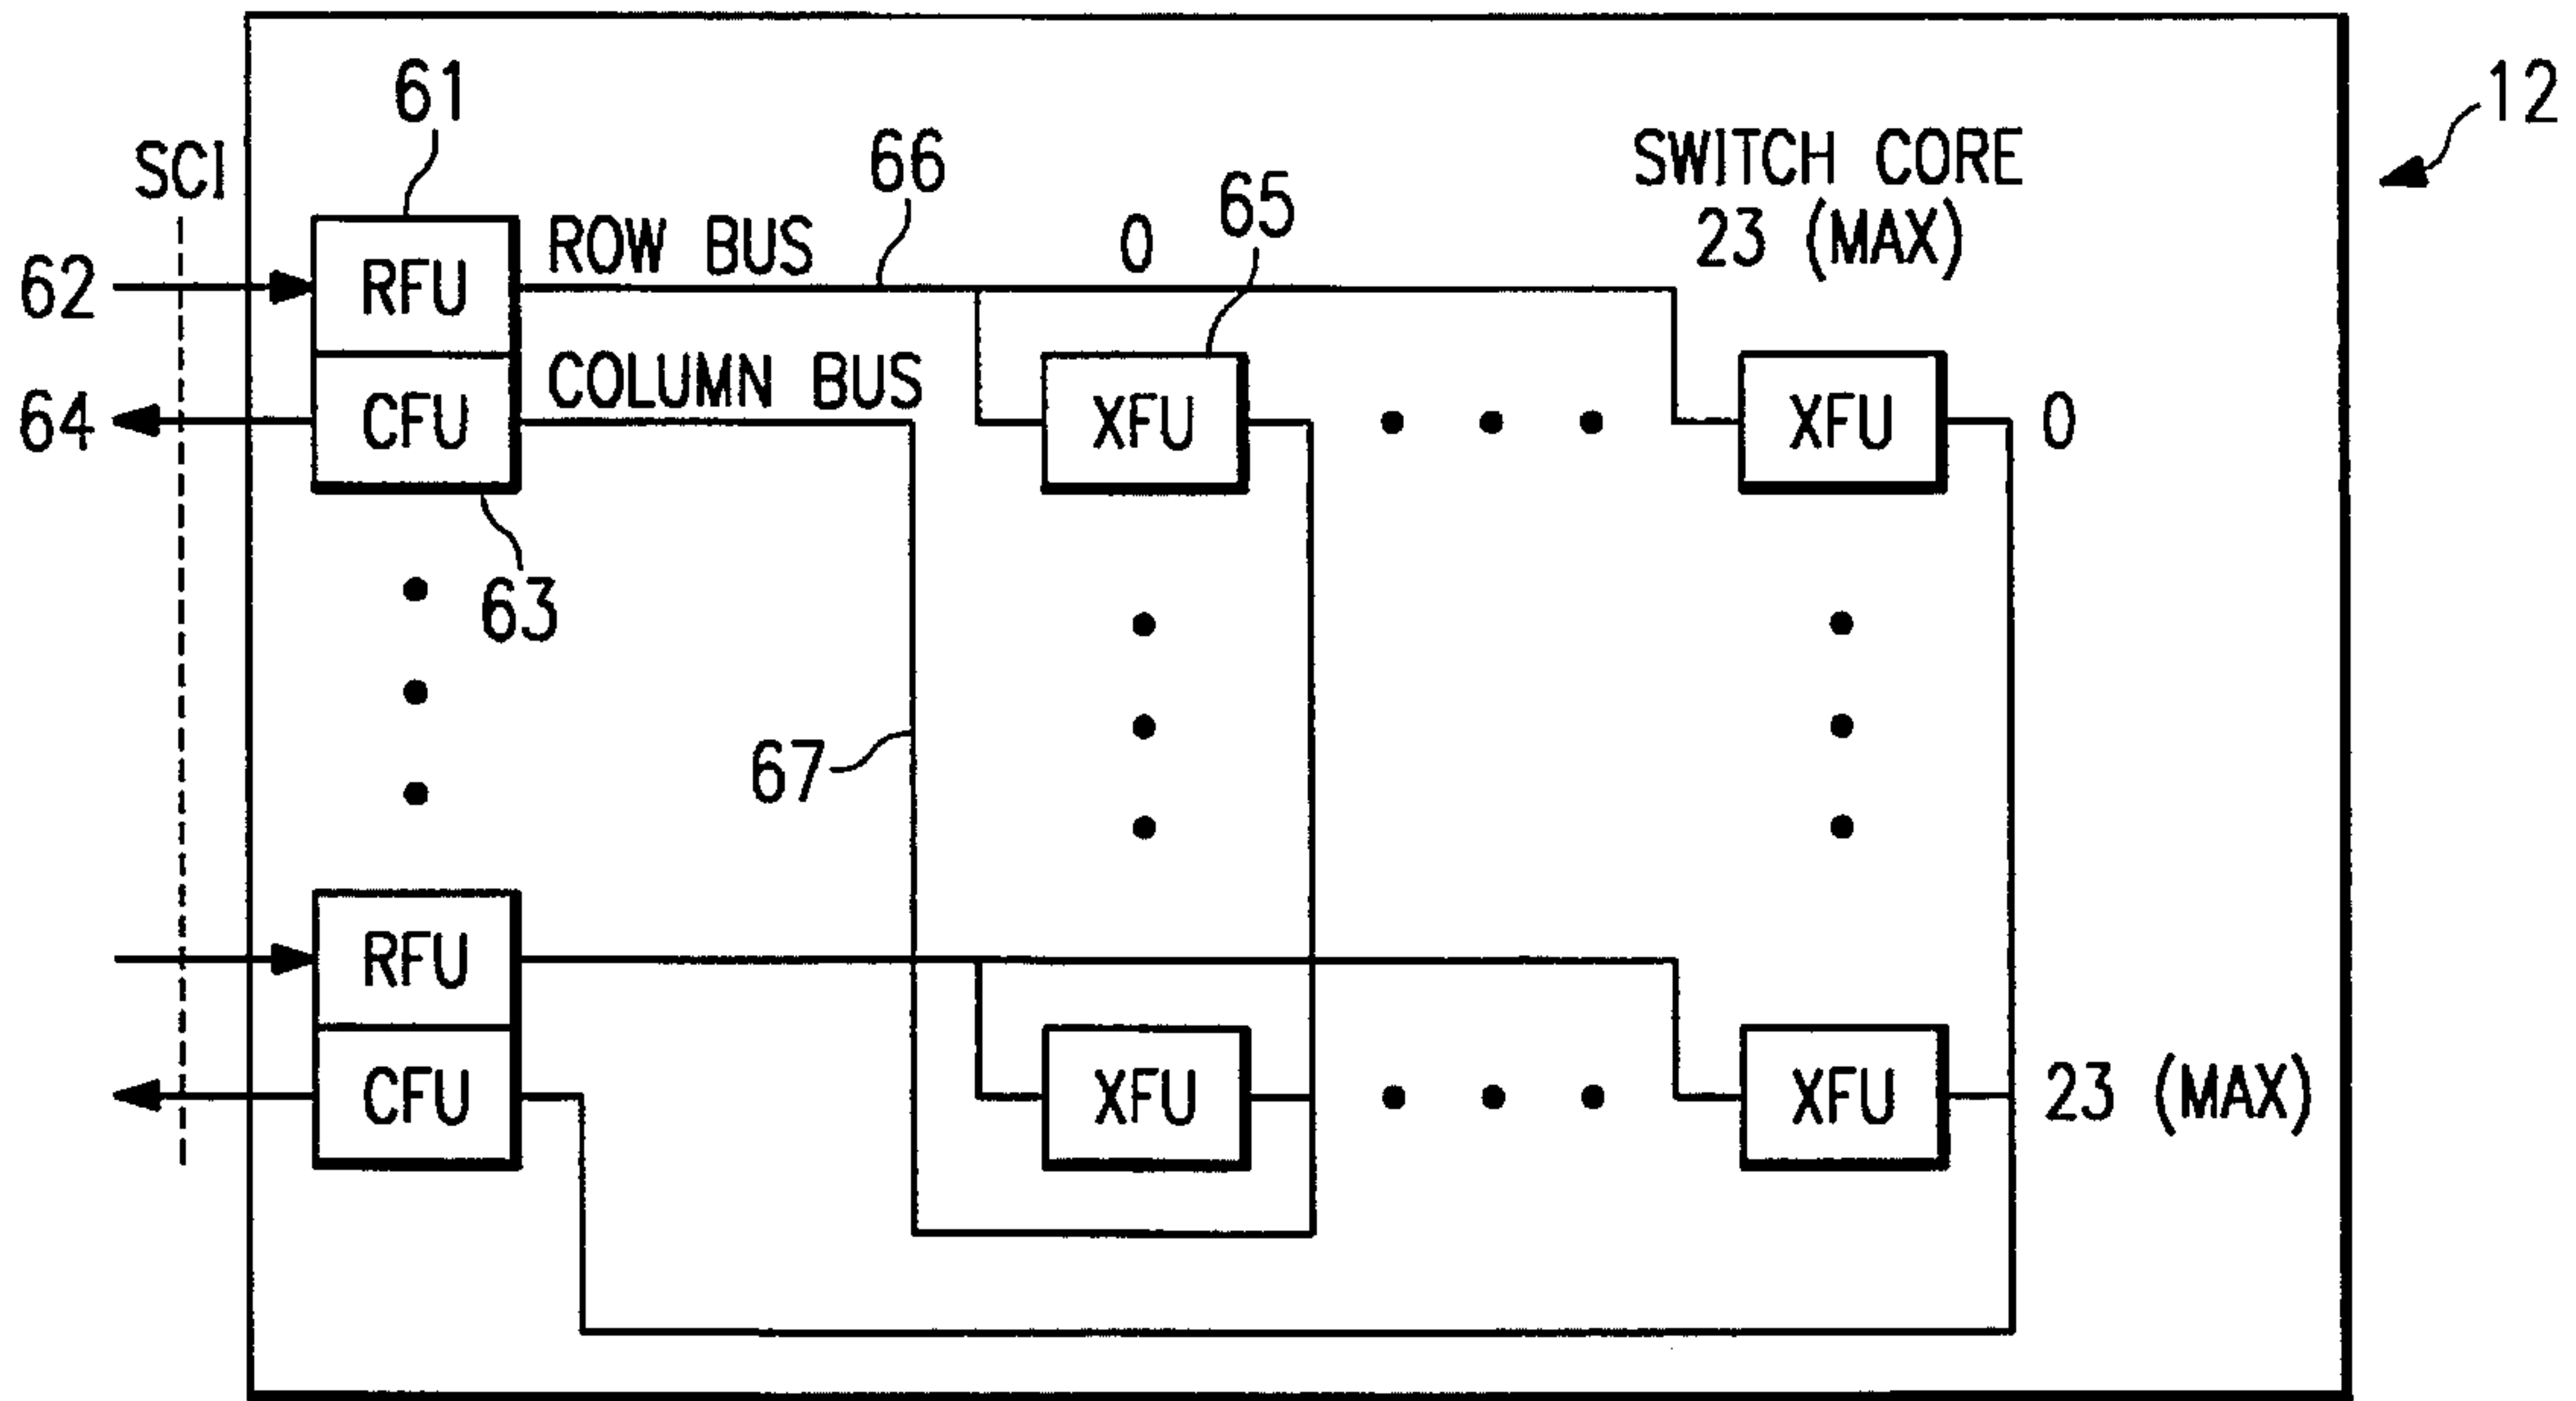 61
12
SCI
66
SWITCH CORE
23 (MAX)
65
ROW BUS
0
62
RFU
COLUMN BUS
64
CFU
XFU
XFU
0
63
67
RFU
CFU
XFU
XFU
23 (MAX)